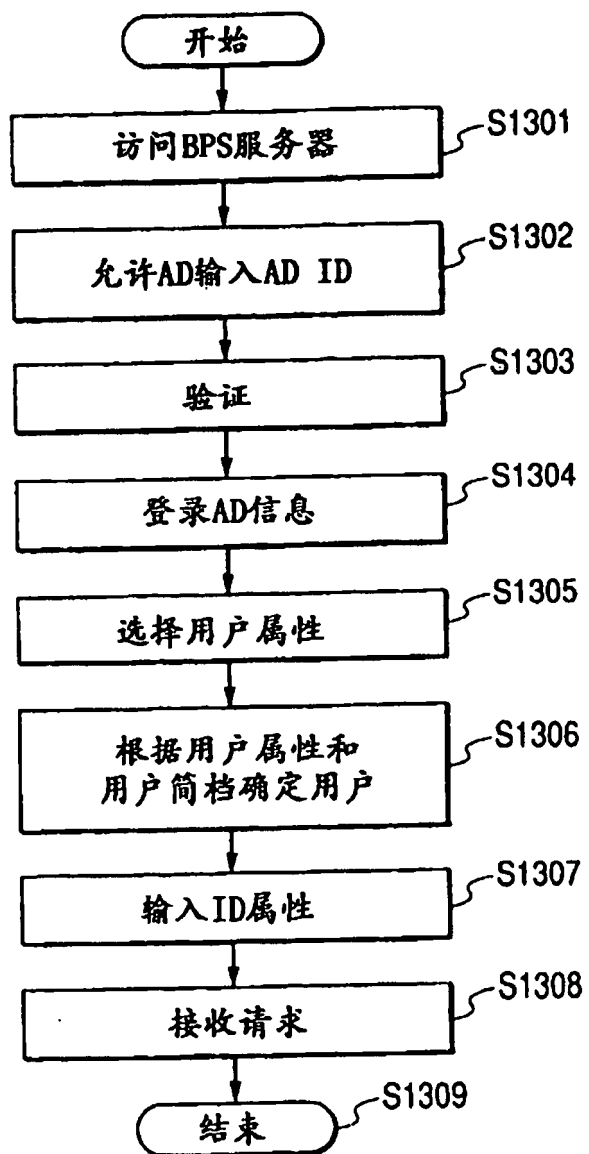 开始
访问BPS服务器
S1301
允许AD输入AD ID
S1302
验证
S1303
登录AD信息
S1304
选择用户属性
S1305
根据用户属性和
用户简档确定用户
S1306
输入ID属性
S1307
接收请求
S1308
结束
S1309